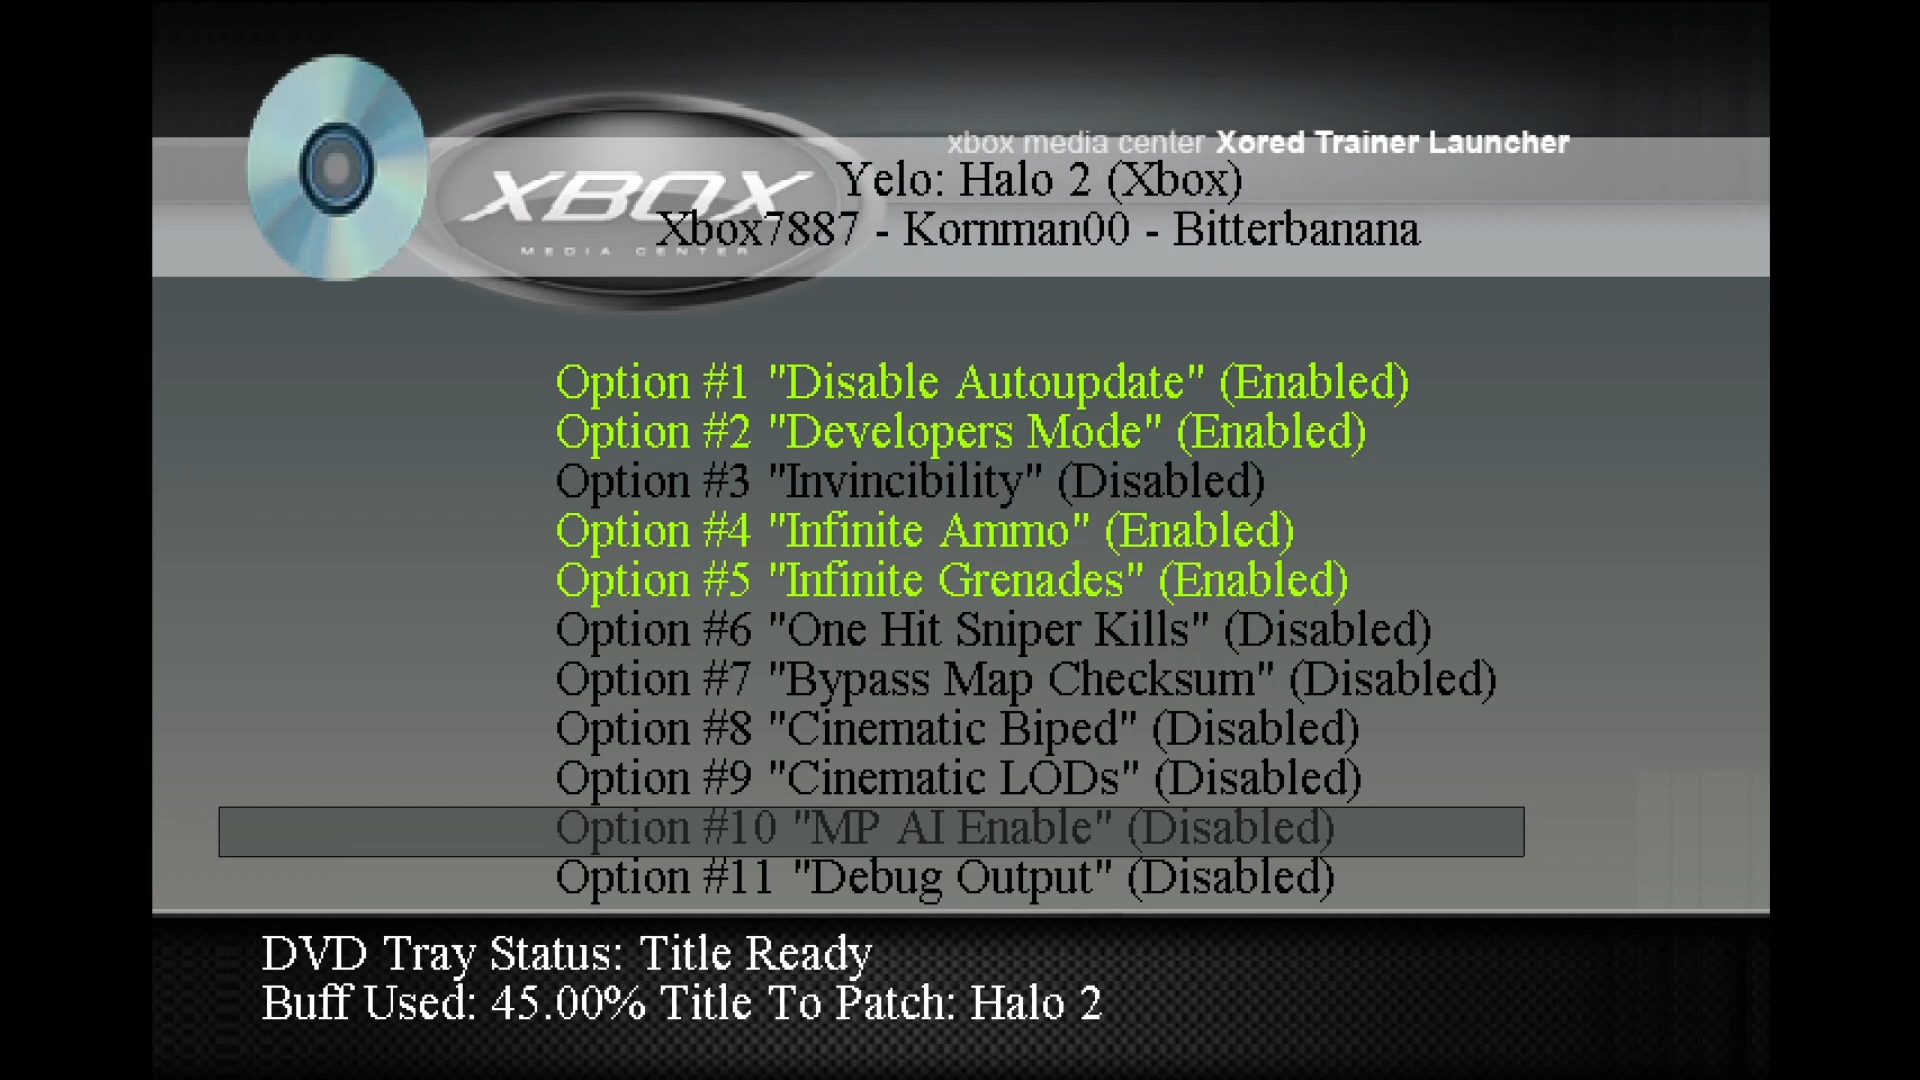 xbox media center Xored Trainer Launcher
XBOX
MEDIA CENTER
Yelo: Halo 2 (Xbox)
Xbox7887 - Kornman00 - Bitterbanana
Option #1 "Disable Autoupdate" (Enabled)
Option #2 "Developers Mode" (Enabled)
Option #3 "Invincibility" (Disabled)
Option #4 "Infinite Ammo" (Enabled)
Option #5 "Infinite Grenades" (Enabled)
Option #6 "One Hit Sniper Kills" (Disabled)
Option #7 "Bypass Map Checksum" (Disabled)
Option #8 "Cinematic Biped" (Disabled)
Option #9 "Cinematic LODs" (Disabled)
Option #10 "MP AI Enable" (Disabled)
Option #11 "Debug Output" (Disabled)
DVD Tray Status: Title Ready
Buff Used: 45.00% Title To Patch: Halo 2